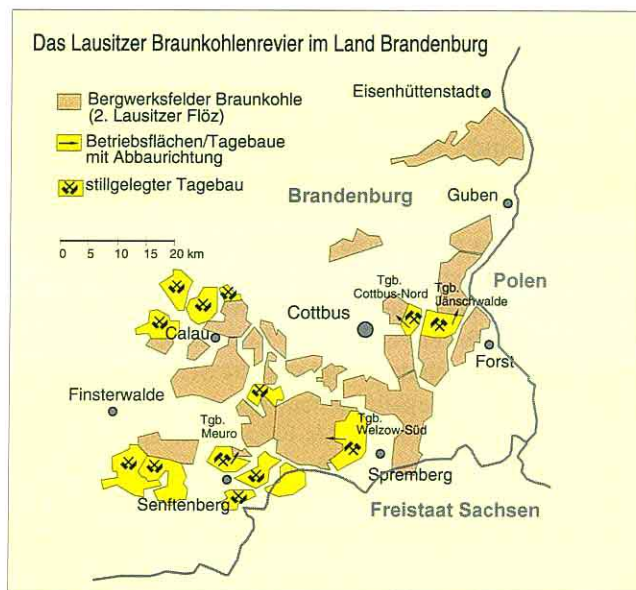 Das Lausitzer Braunkohlenrevier im Land Brandenburg
Bergwerksfelder Braunkohle
(2. Lausitzer Flöz)
Betriebsflächen/Tagebaue
mit Abbaurichtung
stillgelegter Tagebau
0 5 10 20 km
Eisenhüttenstadt
Brandenburg
Guben
Polen
Tgb.
Cottbus-Nord
Tgb.
Jänschwalde
Cottbus
Calau
Forst
Finsterwalde
Tgb.
Meuro
Tgb.
Welzow-Süd
Spremberg
Senftenberg
Freistaat Sachsen